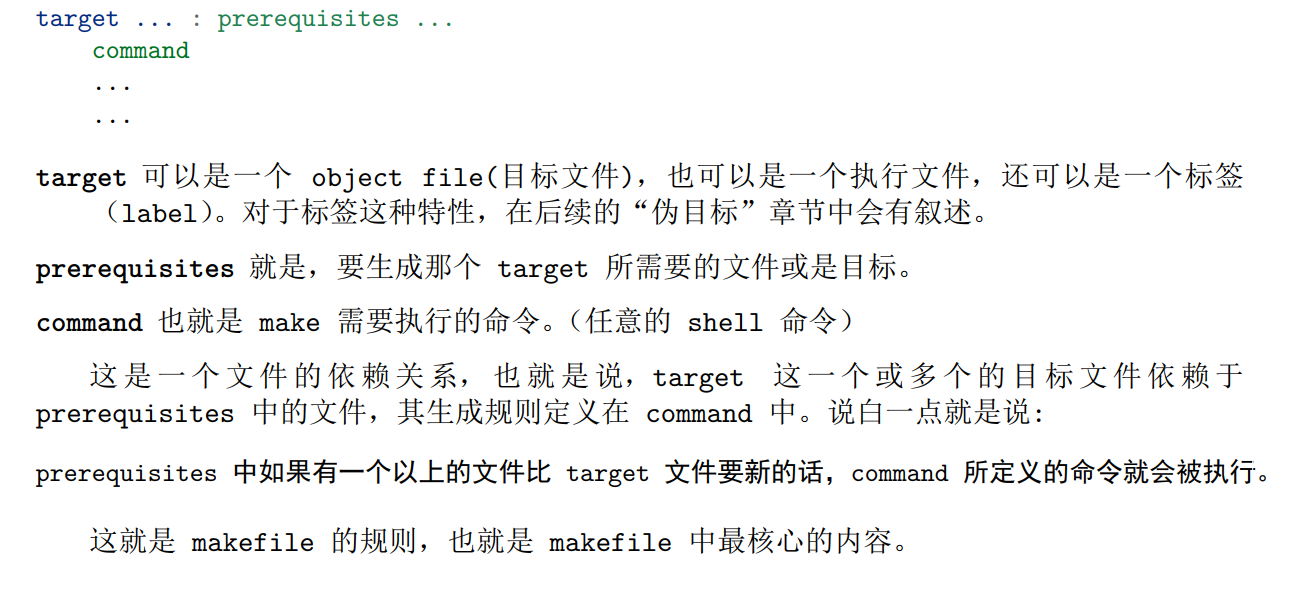 target ... : prerequisites ...
command
...
...
target 可以是一个 object file(目标文件)，也可以是一个执行文件，还可以是一个标签
（label）。对于标签这种特性，在后续的“伪目标”章节中会有叙述。
prerequisites 就是，要生成那个 target 所需要的文件或是目标。
command 也就是 make 需要执行的命令。（任意的 shell 命令）
这是一个文件的依赖关系，也就是说，target 这一个或多个的目标文件依赖于
prerequisites 中的文件，其生成规则定义在 command 中。说白一点就是说:
prerequisites 中如果有一个以上的文件比 target 文件要新的话，command 所定义的命令就会被执行。
这就是 makefile 的规则，也就是 makefile 中最核心的内容。